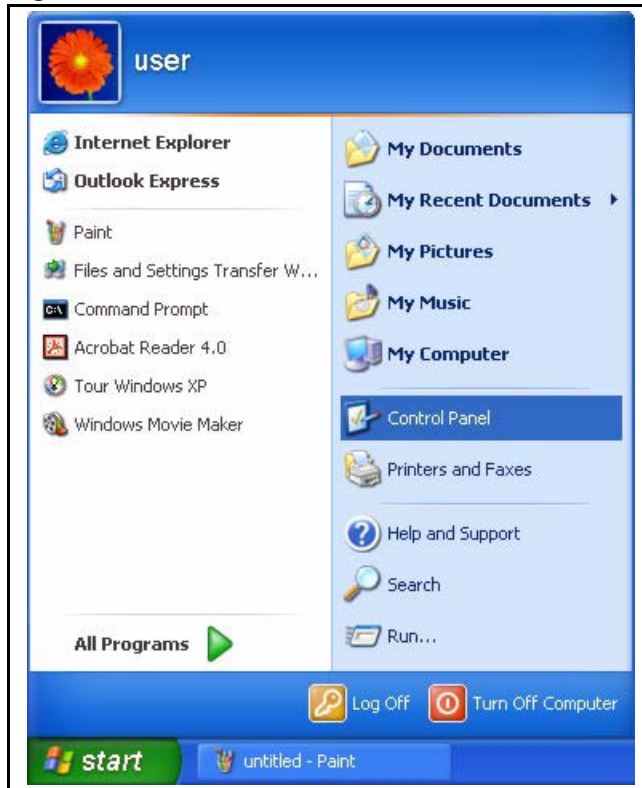 user
Internet Explorer
Outlook Express
Paint
Files and Settings Transfer W...
Command Prompt
Acrobat Reader 4.0
Tour Windows XP
Windows Movie Maker
All Programs
My Documents
My Recent Documents
My Pictures
My Music
My Computer
Control Panel
Printers and Faxes
Help and Support
Search
Run...
Log Off
Turn Off Computer
start
untitled - Paint